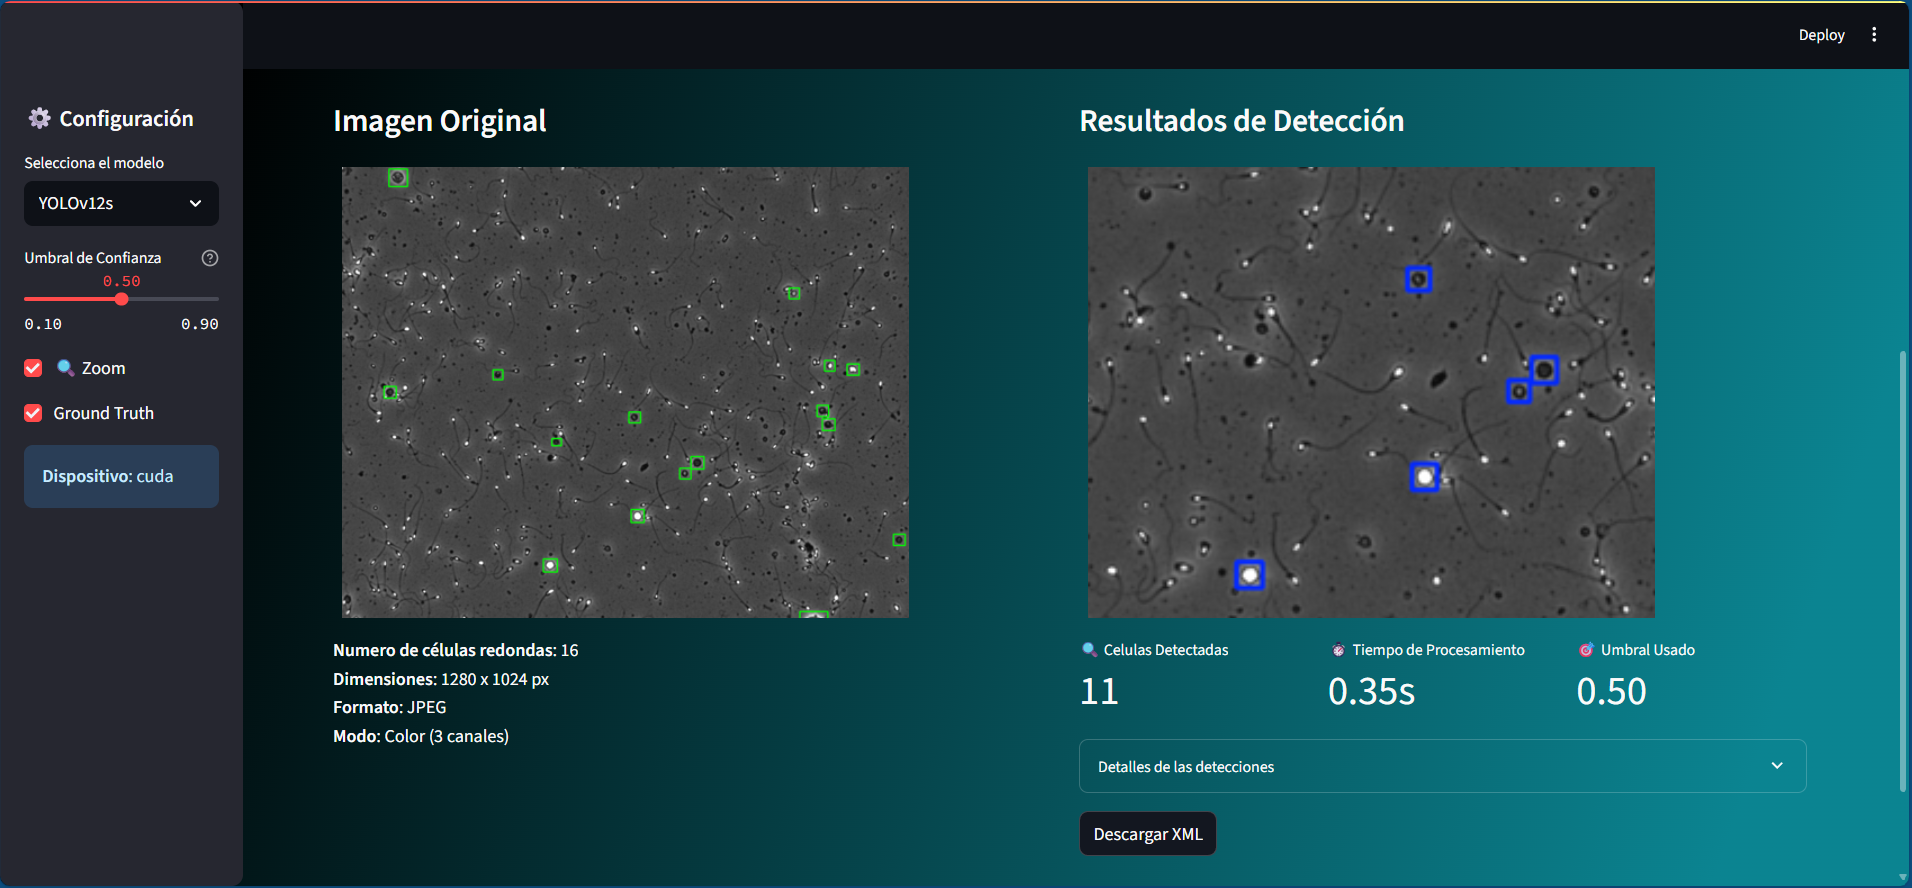 Deploy
Configuración
Selecciona el modelo
YOLOv12s
Umbral de Confianza
0.50
0.10 0.90
Zoom
Ground Truth
Dispositivo: cuda
Imagen Original
Numero de células redondas: 16
Dimensiones: 1280 x 1024 px
Formato: JPEG
Modo: Color (3 canales)
Resultados de Detección
Celulas Detectadas
11
Tiempo de Procesamiento
0.35s
Umbral Usado
0.50
Detalles de las detecciones
Descargar XML